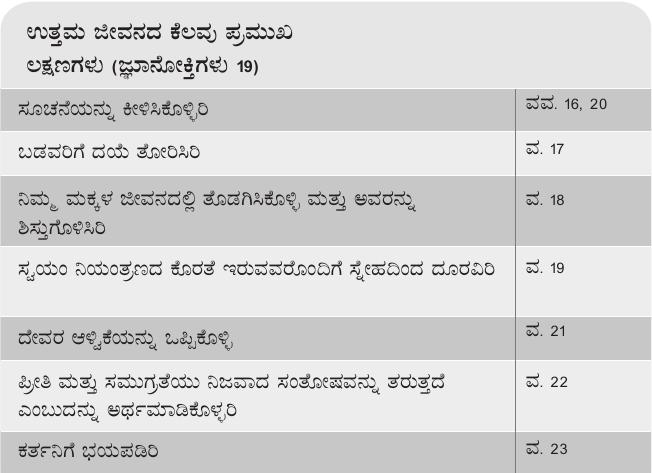 ಉತ್ತಮ ಜೀವನದ ಕೆಲವು ಪ್ರಮುಖ
ಲಕ್ಷಣಗಳು (ಜ್ಞಾನೋಕ್ತಿಗಳು 19)
ಸೂಚನೆಯನ್ನು ಕೇಳಿಸಿಕೊಳ್ಳಿರಿ ವವ. 16, 20
ಬಡವರಿಗೆ ದಯೆ ತೋರಿಸಿರಿ ವ. 17
ನಿಮ್ಮ ಮಕ್ಕಳ ಜೀವನದಲ್ಲಿ ತೊಡಗಿಸಿಕೊಳ್ಳಿ ಮತ್ತು ಅವರನ್ನು ವ. 18
ಶಿಸ್ತುಗೊಳಿಸಿರಿ
ಸ್ವಯಂ ನಿಯಂತ್ರಣದ ಕೊರತೆ ಇರುವವರೊಂದಿಗೆ ಸ್ನೇಹದಿಂದ ದೂರವಿರಿ ವ. 19
ದೇವರ ಆಳ್ವಿಕೆಯನ್ನು ಒಪ್ಪಿಕೊಳ್ಳಿ ವ. 21
ಪ್ರೀತಿ ಮತ್ತು ಸಮುಗ್ರತೆಯು ನಿಜವಾದ ಸಂತೋಷವನ್ನು ತರುತ್ತದೆ ವ. 22
ಎಂಬುದನ್ನು ಅರ್ಥಮಾಡಿಕೊಳ್ಳರಿ
ಕರ್ತನಿಗೆ ಭಯಪಡಿರಿ ವ. 23